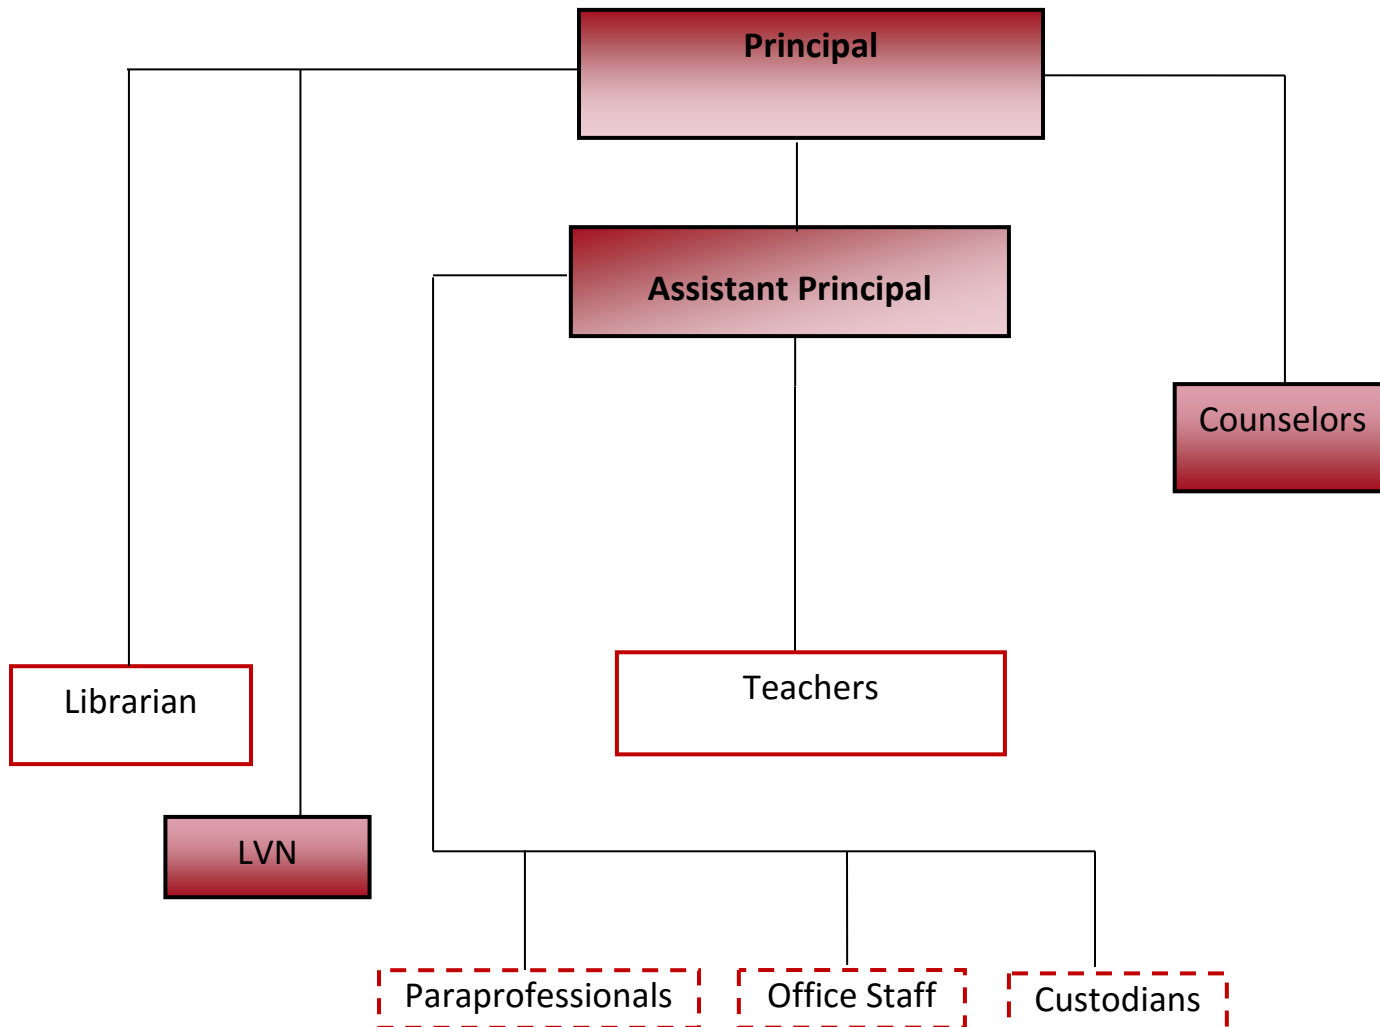 Principal
Assistant Principal
Counselors
Librarian
Teachers
LVN
Paraprofessionals
Office Staff
Custodians